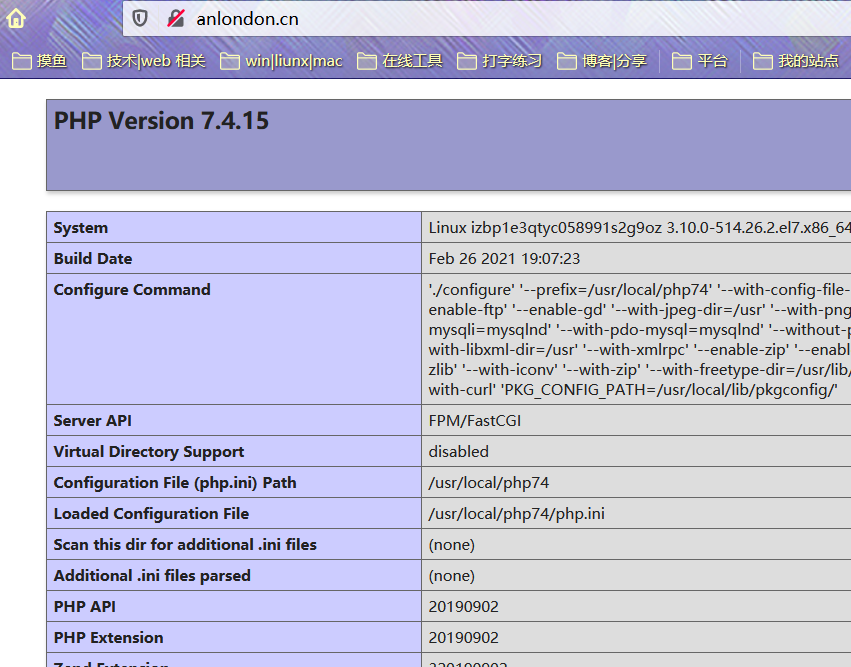 anlondon.cn
摸鱼 技术|web 相关 win|liunx|mac 在线工具 打字练习 博客|分享 平台 我的站点
PHP Version 7.4.15
System Linux izbp1e3qtyc058991s2g9oz 3.10.0-514.26.2.el7.x86_64
Build Date Feb 26 2021 19:07:23
Configure Command './configure' '--prefix=/usr/local/php74' '--with-config-file-
enable-ftp' '--enable-gd' '--with-jpeg-dir=/usr' '--with-png
mysqli=mysqlnd' '--with-pdo-mysql=mysqlnd' '--without-p
with-libxml-dir=/usr' '--with-xmlrpc' '--enable-zip' '--enabl
zlib' '--with-iconv' '--with-zip' '--with-freetype-dir=/usr/lib/
with-curl' 'PKG_CONFIG_PATH=/usr/local/lib/pkgconfig/'
Server API FPM/FastCGI
Virtual Directory Support disabled
Configuration File (php.ini) Path /usr/local/php74
Loaded Configuration File /usr/local/php74/php.ini
Scan this dir for additional .ini files (none)
Additional .ini files parsed (none)
PHP API 20190902
PHP Extension 20190902
Zend Extension 320190902